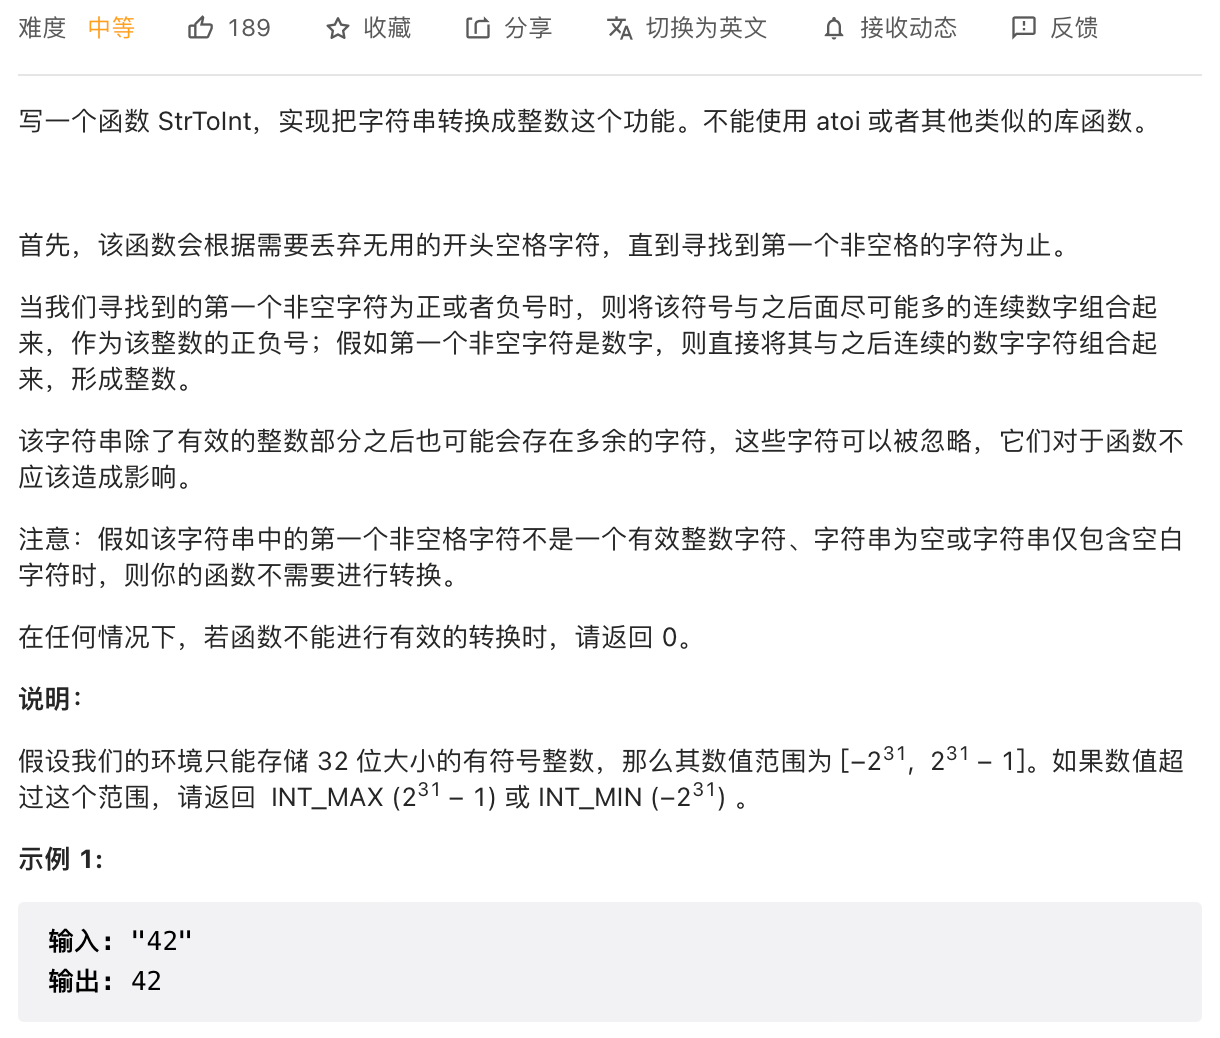 难度 中等 189 收藏 分享 切换为英文 接收动态 反馈
写一个函数 StrToInt，实现把字符串转换成整数这个功能。不能使用 atoi 或者其他类似的库函数。
首先，该函数会根据需要丢弃无用的开头空格字符，直到寻找到第一个非空格的字符为止。
当我们寻找到的第一个非空字符为正或者负号时，则将该符号与之后面尽可能多的连续数字组合起
来，作为该整数的正负号；假如第一个非空字符是数字，则直接将其与之后连续的数字字符组合起
来，形成整数。
该字符串除了有效的整数部分之后也可能会存在多余的字符，这些字符可以被忽略，它们对于函数不
应该造成影响。
注意：假如该字符串中的第一个非空格字符不是一个有效整数字符、字符串为空或字符串仅包含空白
字符时，则你的函数不需要进行转换。
在任何情况下，若函数不能进行有效的转换时，请返回 0。
说明：
假设我们的环境只能存储 32 位大小的有符号整数，那么其数值范围为 [−2³¹, 2³¹ − 1]。如果数值超
过这个范围，请返回 INT_MAX (2³¹ − 1) 或 INT_MIN (−2³¹) 。
示例 1:
输入: "42"
输出: 42